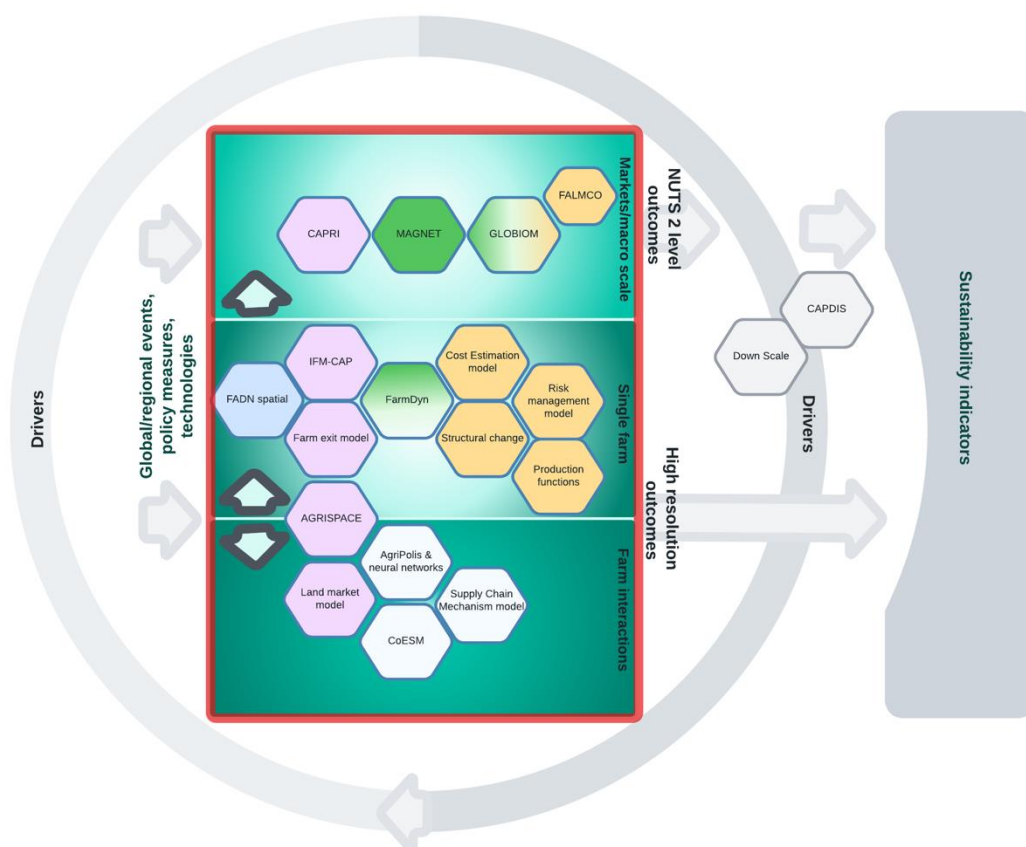 Drivers
Global/regional events,
policy measures,
technologies
Markets/macro scale
CAPRI
MAGNET
GLOBIOM
FALMCO
Single farm
FADN spatial
IFM-CAP
Farm exit model
FarmDyn
Cost Estimation
model
Structural change
Risk
management
model
Production
functions
Farm interactions
AGRISPACE
Land market
model
AgriPolis &
neural networks
CoESM
Supply Chain
Mechanism model
NUTS 2 level
outcomes
High resolution
outcomes
CAPDIS
Down Scale
Drivers
Sustainability indicators